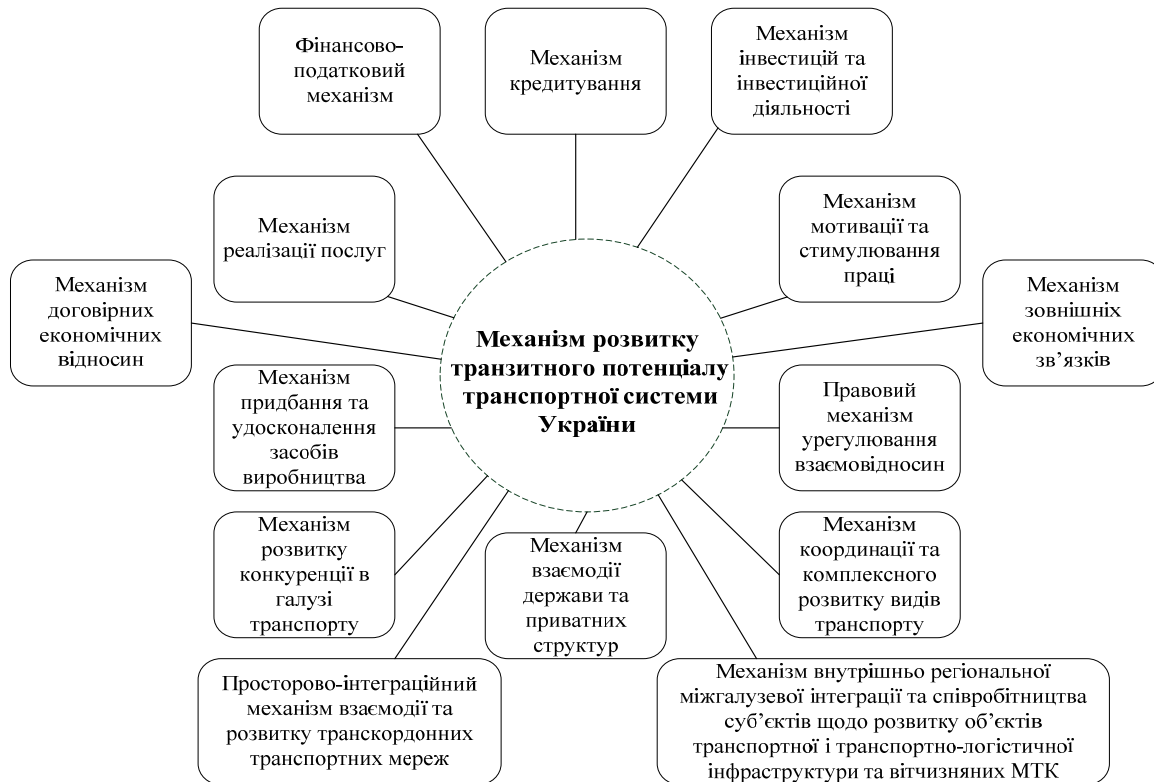 Фінансово-
податковий
механізм
Механізм
кредитування
Механізм
інвестицій та
інвестиційної
діяльності
Механізм
реалізації послуг
Механізм
мотивації та
стимулювання
праці
Механізм
договірних
економічних
відносин
Механізм
зовнішніх
економічних
зв’язків
Механізм розвитку
транзитного потенціалу
транспортної системи
України
Механізм
придбання та
удосконалення
засобів
виробництва
Правовий
механізм
урегулювання
взаємовідносин
Механізм
розвитку
конкуренції в
галузі
транспорту
Механізм
взаємодії
держави та
приватних
структур
Механізм
координації та
комплексного
розвитку видів
транспорту
Просторово-інтеграційний
механізм взаємодії та
розвитку транскордонних
транспортних мереж
Механізм внутрішньо регіональної
міжгалузевої інтеграції та співробітництва
суб’єктів щодо розвитку об’єктів
транспортної і транспортно-логістичної
інфраструктури та вітчизняних МТК